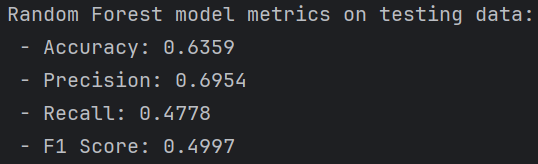 Random Forest model metrics on testing data:
- Accuracy: 0.6359
- Precision: 0.6954
- Recall: 0.4778
- F1 Score: 0.4997